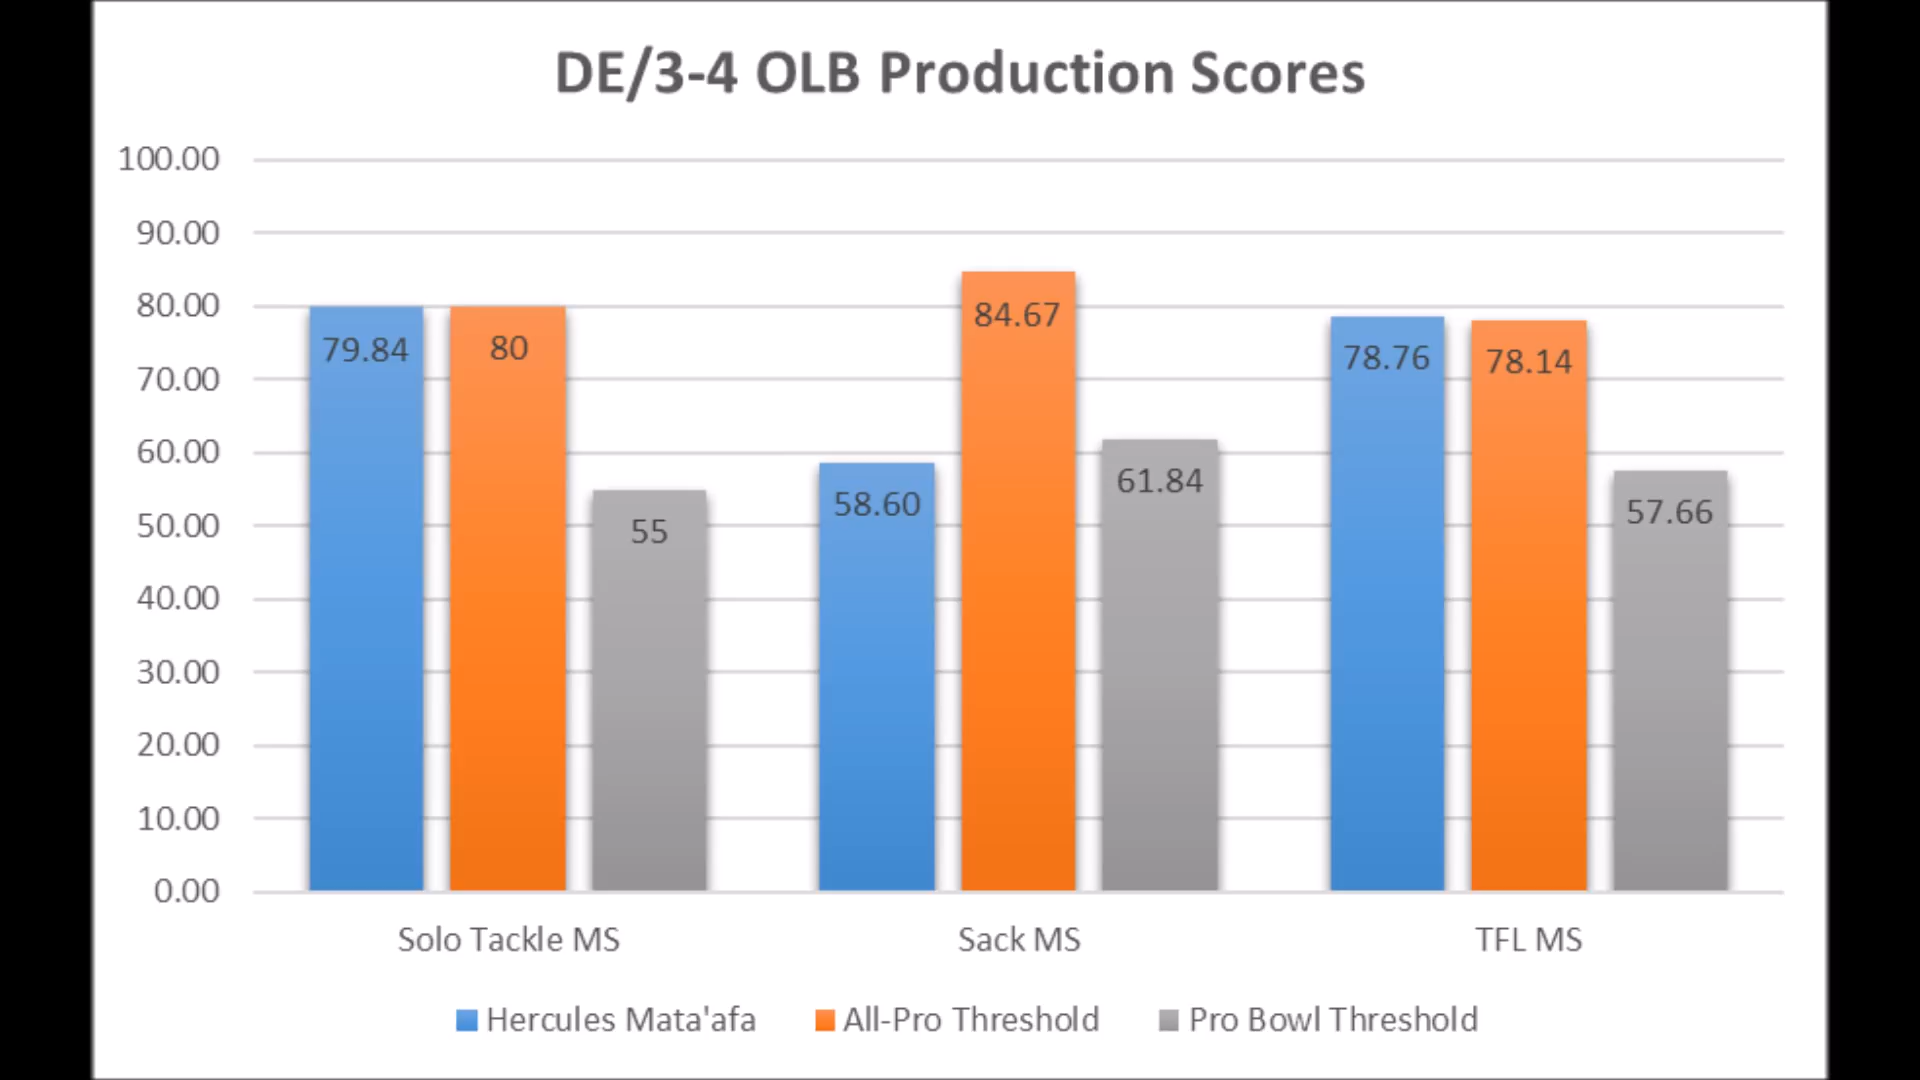 DE/3-4 OLB Production Scores
100.00
90.00
80.00
70.00
60.00
50.00
40.00
30.00
20.00
10.00
0.00
79.84
80
55
58.60
84.67
61.84
78.76
78.14
57.66
Solo Tackle MS
Sack MS
TFL MS
Hercules Mata'afa
All-Pro Threshold
Pro Bowl Threshold